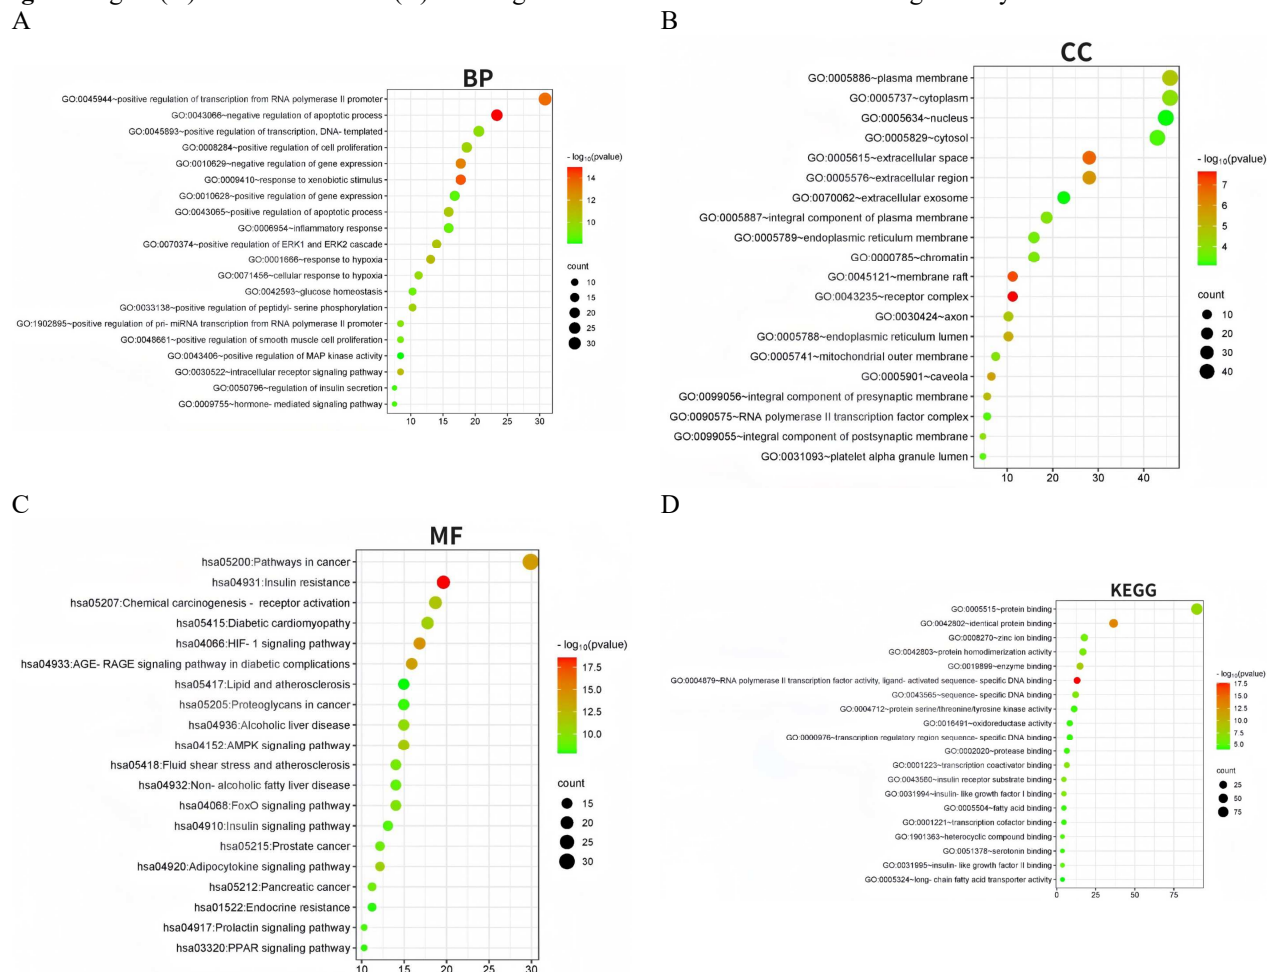 A
B
BP
GO:0045944~positive regulation of transcription from RNA polymerase II promoter
GO:0043066~negative regulation of apoptotic process
GO:0045893~positive regulation of transcription, DNA- templated
GO:0008284~positive regulation of cell proliferation
GO:0010629~negative regulation of gene expression
GO:0009410~response to xenobiotic stimulus
GO:0010628~positive regulation of gene expression
GO:0043065~positive regulation of apoptotic process
GO:0006954~inflammatory response
GO:0070374~positive regulation of ERK1 and ERK2 cascade
GO:0001666~response to hypoxia
GO:0071456~cellular response to hypoxia
GO:0042593~glucose homeostasis
GO:0033138~positive regulation of peptidyl- serine phosphorylation
GO:1902895~positive regulation of pri- miRNA transcription from RNA polymerase II promoter
GO:0048661~positive regulation of smooth muscle cell proliferation
GO:0043406~positive regulation of MAP kinase activity
GO:0030522~intracellular receptor signaling pathway
GO:0050796~regulation of insulin secretion
GO:0009755~hormone- mediated signaling pathway
10 15 20 25 30
- log10(pvalue)
14
12
10
count
10
15
20
25
30
CC
GO:0005886~plasma membrane
GO:0005737~cytoplasm
GO:0005634~nucleus
GO:0005829~cytosol
GO:0005615~extracellular space
GO:0005576~extracellular region
GO:0070062~extracellular exosome
GO:0005887~integral component of plasma membrane
GO:0005789~endoplasmic reticulum membrane
GO:0000785~chromatin
GO:0045121~membrane raft
GO:0043235~receptor complex
GO:0030424~axon
GO:0005788~endoplasmic reticulum lumen
GO:0005741~mitochondrial outer membrane
GO:0005901~caveola
GO:0099056~integral component of presynaptic membrane
GO:0090575~RNA polymerase II transcription factor complex
GO:0099055~integral component of postsynaptic membrane
GO:0031093~platelet alpha granule lumen
10 20 30 40
- log10(pvalue)
7
6
5
4
count
10
20
30
40
C
D
MF
hsa05200:Pathways in cancer
hsa04931:Insulin resistance
hsa05207:Chemical carcinogenesis - receptor activation
hsa05415:Diabetic cardiomyopathy
hsa04066:HIF- 1 signaling pathway
hsa04933:AGE- RAGE signaling pathway in diabetic complications
hsa05417:Lipid and atherosclerosis
hsa05205:Proteoglycans in cancer
hsa04936:Alcoholic liver disease
hsa04152:AMPK signaling pathway
hsa05418:Fluid shear stress and atherosclerosis
hsa04932:Non- alcoholic fatty liver disease
hsa04068:FoxO signaling pathway
hsa04910:Insulin signaling pathway
hsa05215:Prostate cancer
hsa04920:Adipocytokine signaling pathway
hsa05212:Pancreatic cancer
hsa01522:Endocrine resistance
hsa04917:Prolactin signaling pathway
hsa03320:PPAR signaling pathway
10 15 20 25 30
- log10(pvalue)
17.5
15.0
12.5
10.0
count
15
20
25
30
KEGG
GO:0005515~protein binding
GO:0042802~identical protein binding
GO:0008270~zinc ion binding
GO:0042803~protein homodimerization activity
GO:0019899~enzyme binding
GO:0004879~RNA polymerase II transcription factor activity, ligand- activated sequence- specific DNA binding
GO:0043565~sequence- specific DNA binding
GO:0004712~protein serine/threonine/tyrosine kinase activity
GO:0016491~oxidoreductase activity
GO:0000976~transcription regulatory region sequence- specific DNA binding
GO:0002020~protease binding
GO:0001223~transcription coactivator binding
GO:0043560~insulin receptor substrate binding
GO:0031994~insulin- like growth factor I binding
GO:0005504~fatty acid binding
GO:0001221~transcription cofactor binding
GO:1901363~heterocyclic compound binding
GO:0051378~serotonin binding
GO:0031995~insulin- like growth factor II binding
GO:0005324~long- chain fatty acid transporter activity
0 25 50 75
- log10(pvalue)
17.5
15.0
12.5
10.0
7.5
5.0
count
25
50
75